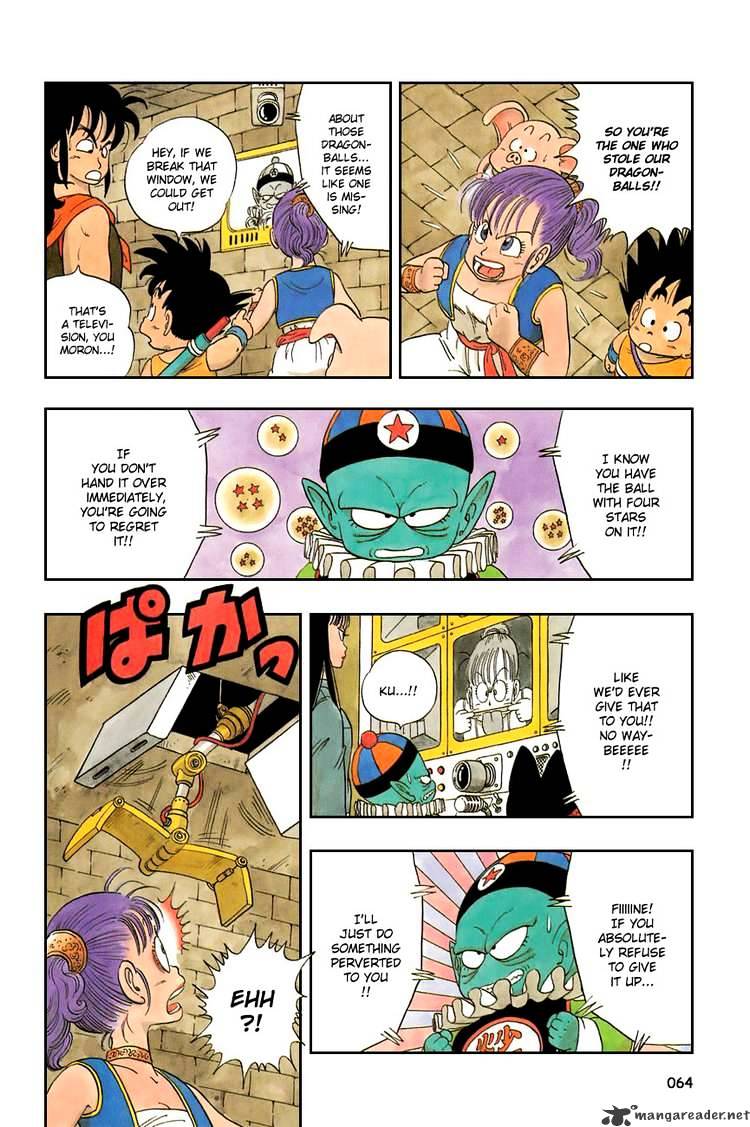 SO YOU'RE
THE ONE WHO
STOLE OUR
DRAGON-
BALLS!!
ABOUT
THOSE
DRAGON-
BALLS...
IT SEEMS
LIKE ONE
IS MIS-
SING!
HEY, IF WE
BREAK THAT
WINDOW, WE
COULD GET
OUT!
THAT'S
A TELEVI-
SION, YOU
MORON...!
I KNOW
YOU HAVE
THE BALL
WITH FOUR
STARS
ON IT!!
IF
YOU DON'T
HAND IT OVER
IMMEDIATELY,
YOU'RE GOING
TO REGRET
IT!!
LIKE
WE'D EVER
GIVE THAT
TO YOU!!
NO WAY-
BEEEEE
!!
KU...!!
FIIIIINE!
IF YOU
ABSOLUTE-
LY REFUSE
TO GIVE
IT UP...
I'LL
JUST DO
SOMETHING
PERVERTED
TO YOU
!!
ぱかっ
EHH
?!
064
mangareader.net